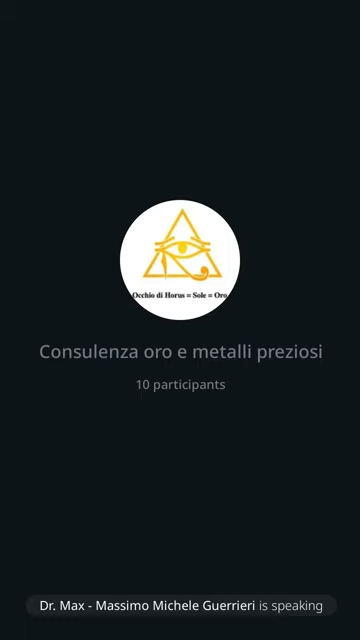 Occhio di Horus = Sole = Oro
Consulenza oro e metalli preziosi
10 participants
Dr. Max - Massimo Michele Guerrieri is speaking